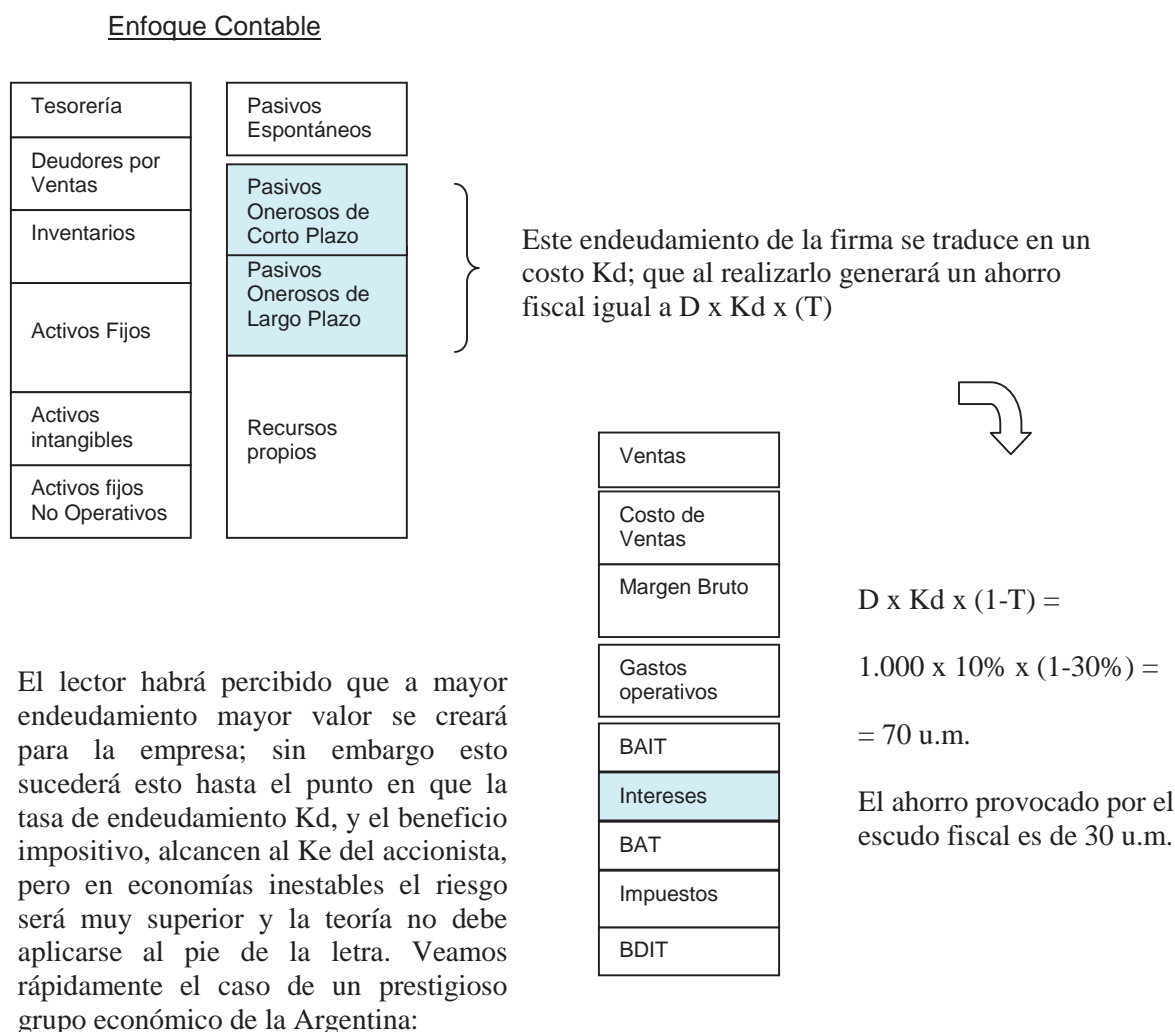 Enfoque Contable
Tesorería
Deudores por
Ventas
Inventarios
Activos Fijos
Activos
intangibles
Activos fijos
No Operativos
Pasivos
Espontáneos
Pasivos
Onerosos de
Corto Plazo
Pasivos
Onerosos de
Largo Plazo
Recursos
propios
Este endeudamiento de la firma se traduce en un
costo Kd; que al realizarlo generará un ahorro
fiscal igual a D x Kd x (T)
Ventas
Costo de
Ventas
Margen Bruto
Gastos
operativos
BAIT
Intereses
BAT
Impuestos
BDIT
D x Kd x (1-T) =
1.000 x 10% x (1-30%) =
= 70 u.m.
El ahorro provocado por el
escudo fiscal es de 30 u.m.
El lector habrá percibido que a mayor
endeudamiento mayor valor se creará
para la empresa; sin embargo esto
sucederá esto hasta el punto en que la
tasa de endeudamiento Kd, y el beneficio
impositivo, alcancen al Ke del accionista,
pero en economías inestables el riesgo
será muy superior y la teoría no debe
aplicarse al pie de la letra. Veamos
rápidamente el caso de un prestigioso
grupo económico de la Argentina: